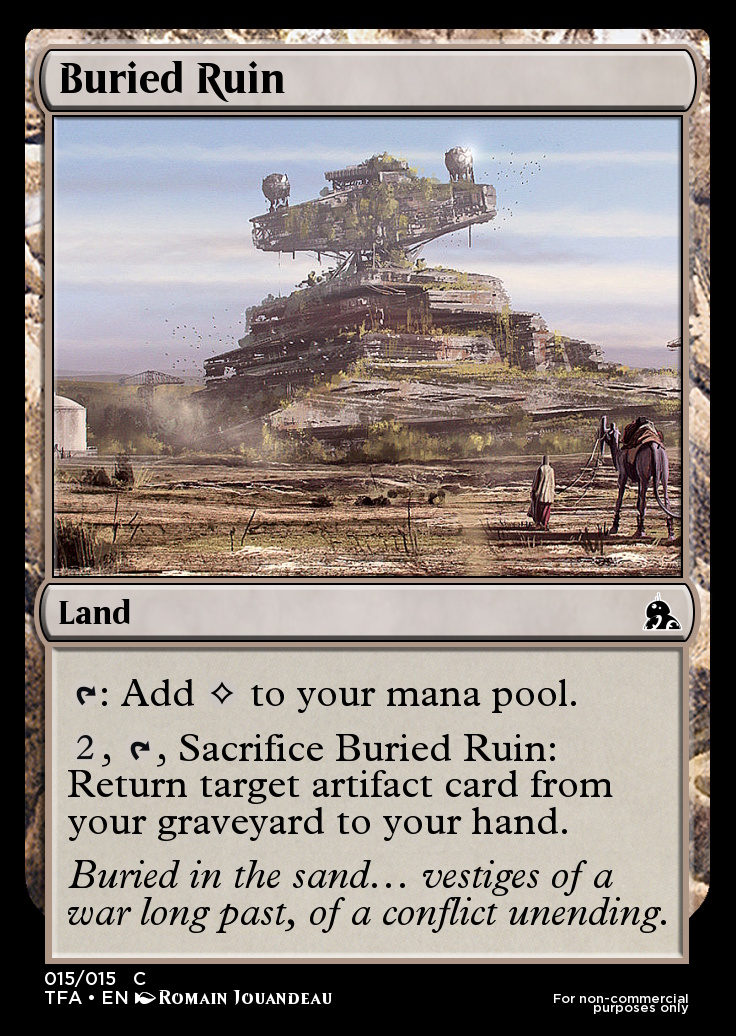 Buried Ruin
Land
: Add to your mana pool.
2, , Sacrifice Buried Ruin:
Return target artifact card from
your graveyard to your hand.
Buried in the sand... vestiges of a
war long past, of a conflict unending.
015/015 C
TFA • EN Romain Jouandeau
For non-commercial
purposes only